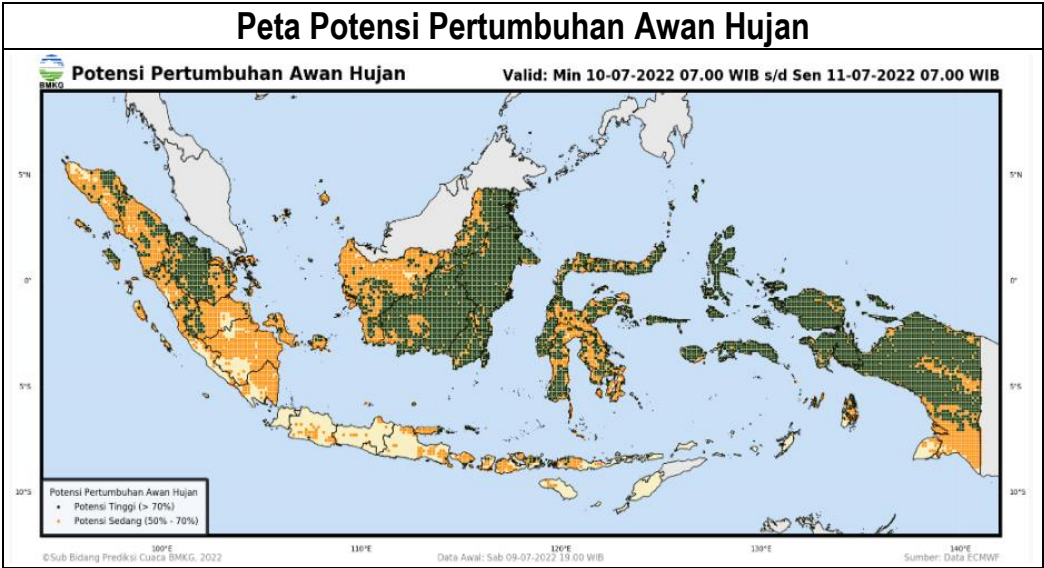 Peta Potensi Pertumbuhan Awan Hujan
BMKG
Potensi Pertumbuhan Awan Hujan
Valid: Min 10-07-2022 07.00 WIB s/d Sen 11-07-2022 07.00 WIB
5°N
5°N
0°
0°
5°S
5°S
10°S
10°S
Potensi Pertumbuhan Awan Hujan
Potensi Tinggi (> 70%)
Potensi Sedang (50% - 70%)
100°E
110°E
120°E
130°E
140°E
©Sub Bidang Prediksi Cuaca BMKG, 2022
Data Awal: Sab 09-07-2022 19.00 WIB
Sumber: Data ECMWF